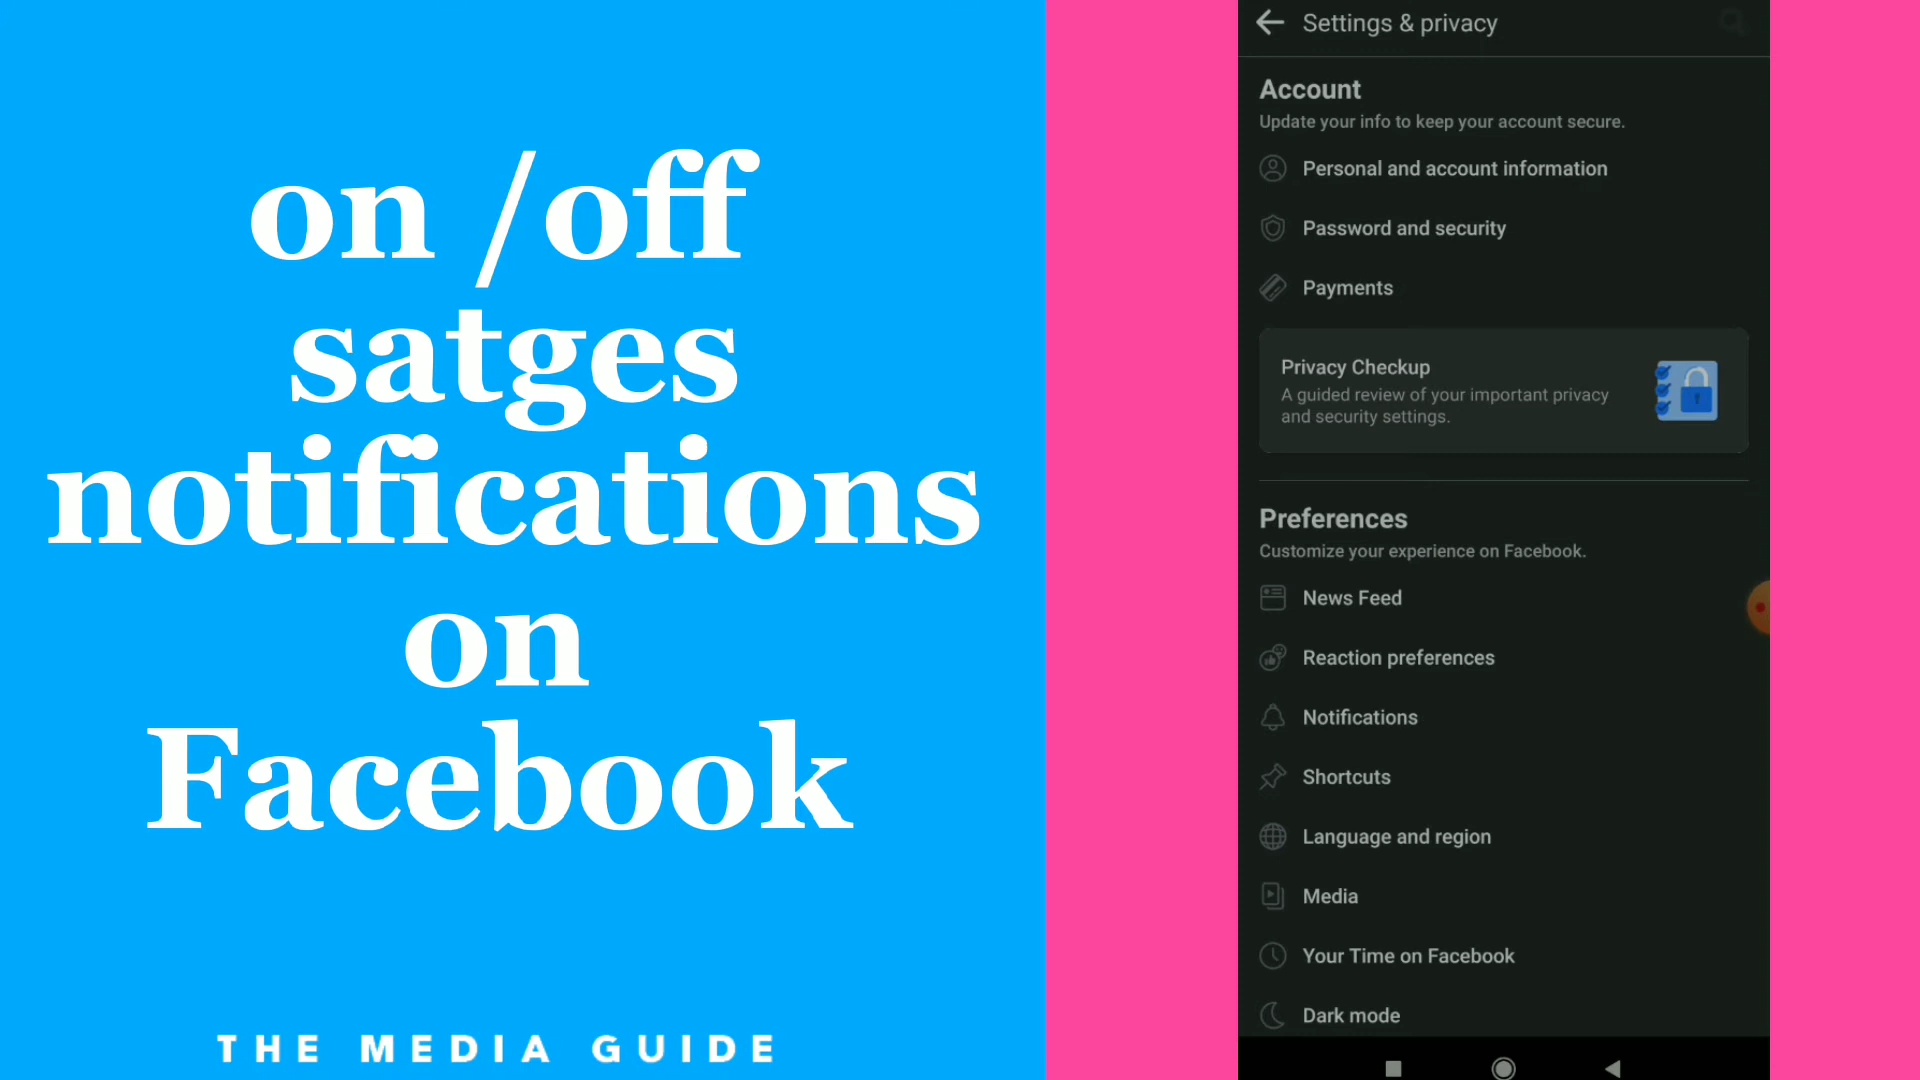 on /off
satges
notifications
on
Facebook
THE MEDIA GUIDE
Settings & privacy
Account
Update your info to keep your account secure.
Personal and account information
Password and security
Payments
Privacy Checkup
A guided review of your important privacy
and security settings.
Preferences
Customize your experience on Facebook.
News Feed
Reaction preferences
Notifications
Shortcuts
Language and region
Media
Your Time on Facebook
Dark mode